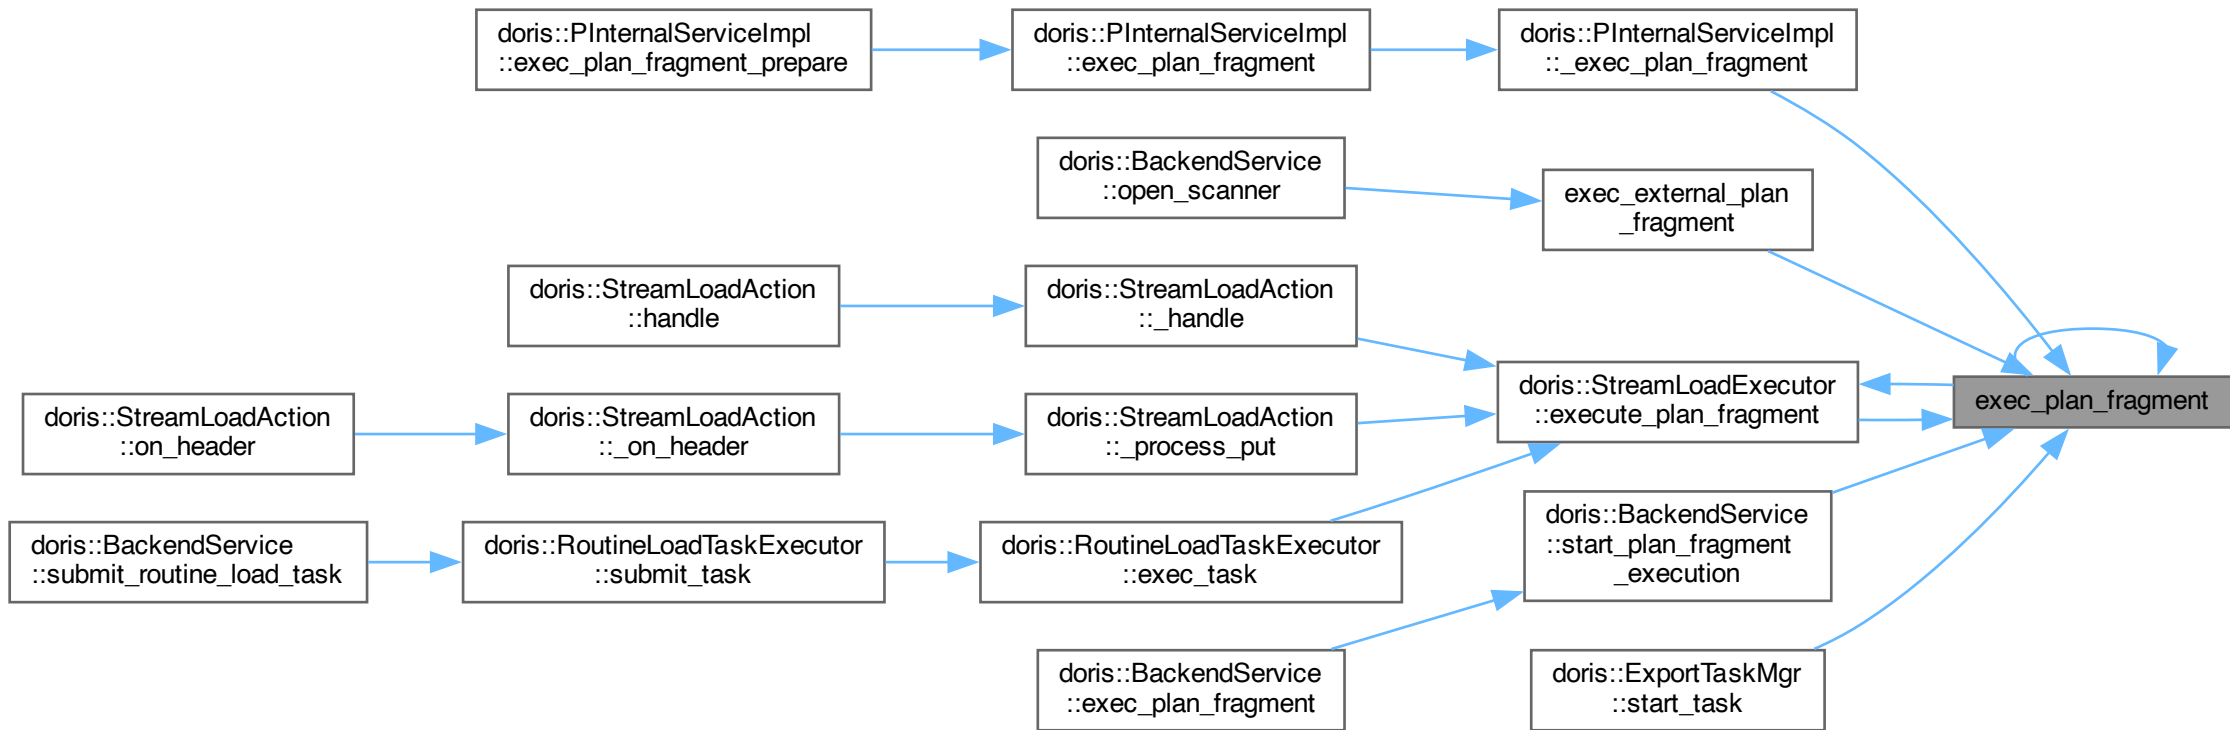 doris::PInternalServiceImpl
::exec_plan_fragment_prepare
doris::PInternalServiceImpl
::exec_plan_fragment
doris::PInternalServiceImpl
::_exec_plan_fragment
doris::BackendService
::open_scanner
exec_external_plan
_fragment
doris::StreamLoadAction
::handle
doris::StreamLoadAction
::_handle
doris::StreamLoadExecutor
::execute_plan_fragment
exec_plan_fragment
doris::StreamLoadAction
::on_header
doris::StreamLoadAction
::_on_header
doris::StreamLoadAction
::_process_put
doris::BackendService
::submit_routine_load_task
doris::RoutineLoadTaskExecutor
::submit_task
doris::RoutineLoadTaskExecutor
::exec_task
doris::BackendService
::start_plan_fragment
_execution
doris::BackendService
::exec_plan_fragment
doris::ExportTaskMgr
::start_task